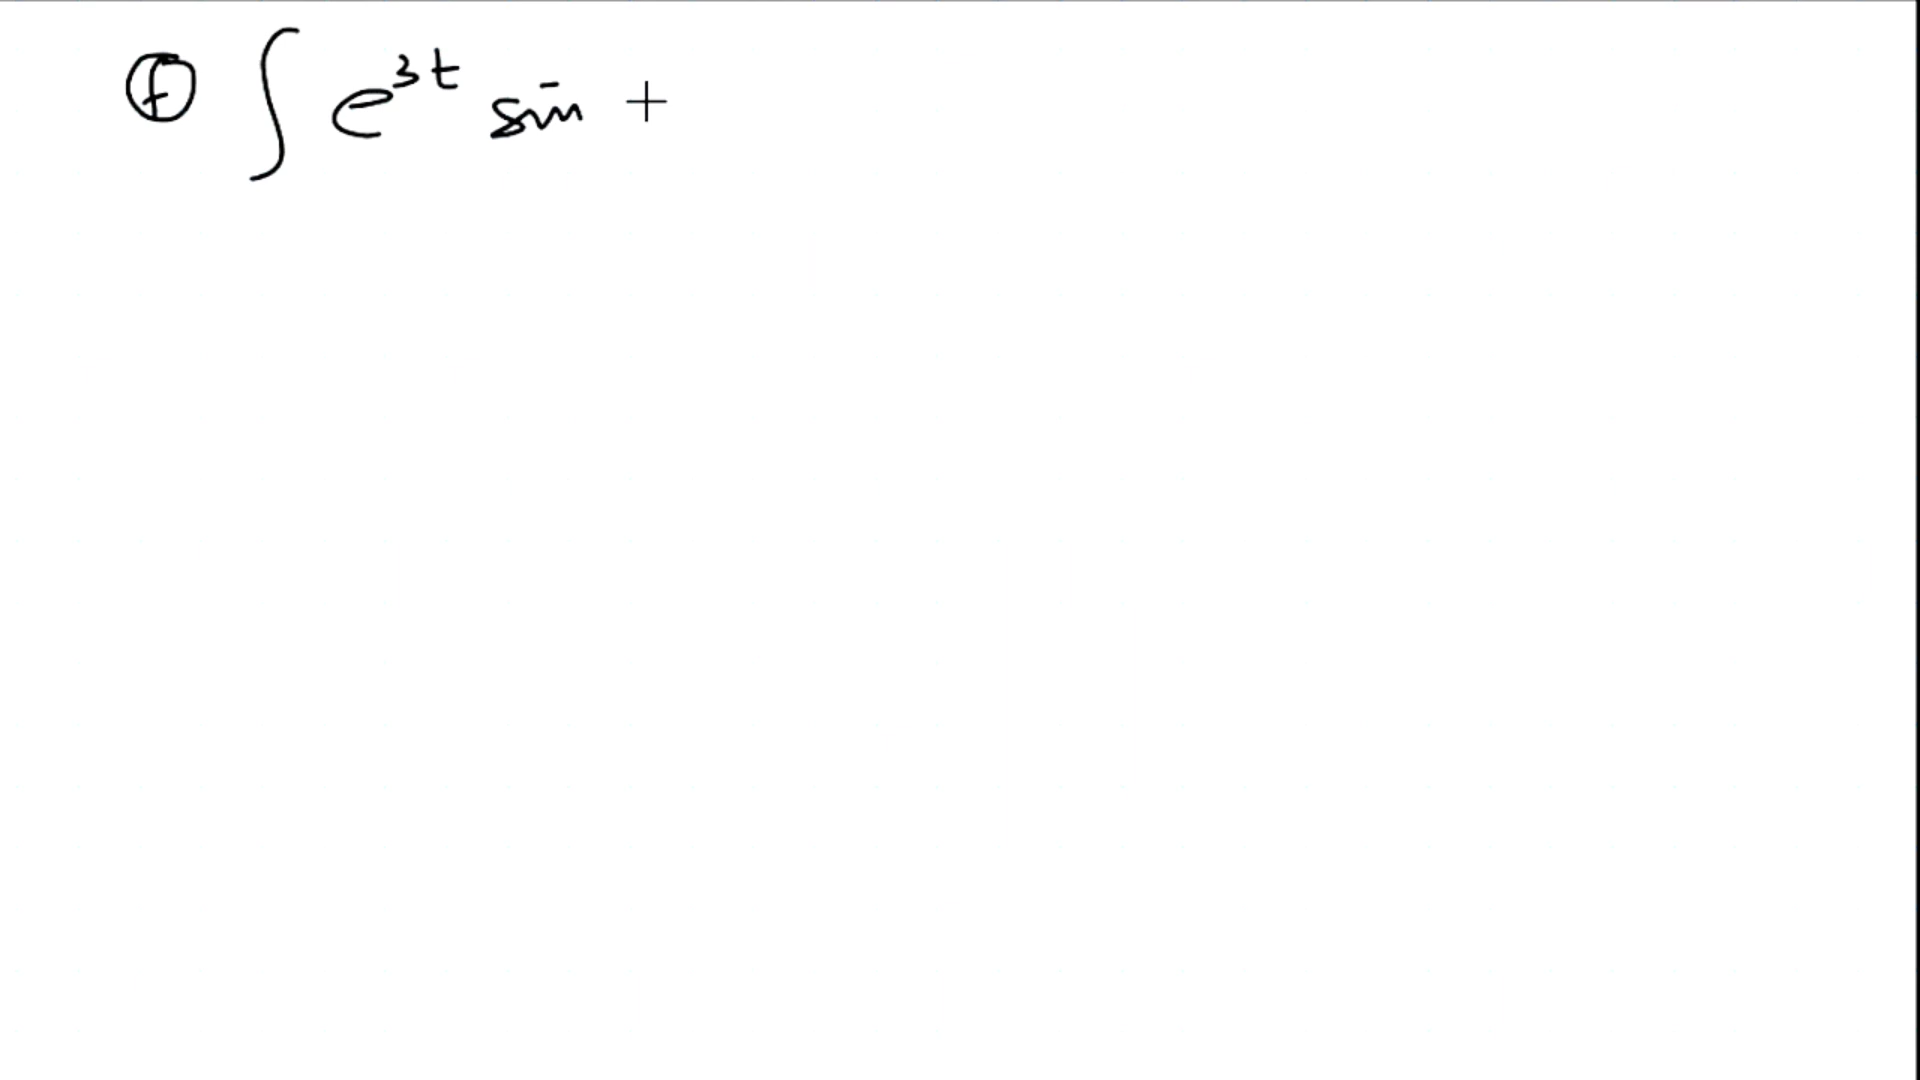 ⓕ ∫ e^{3t} sin